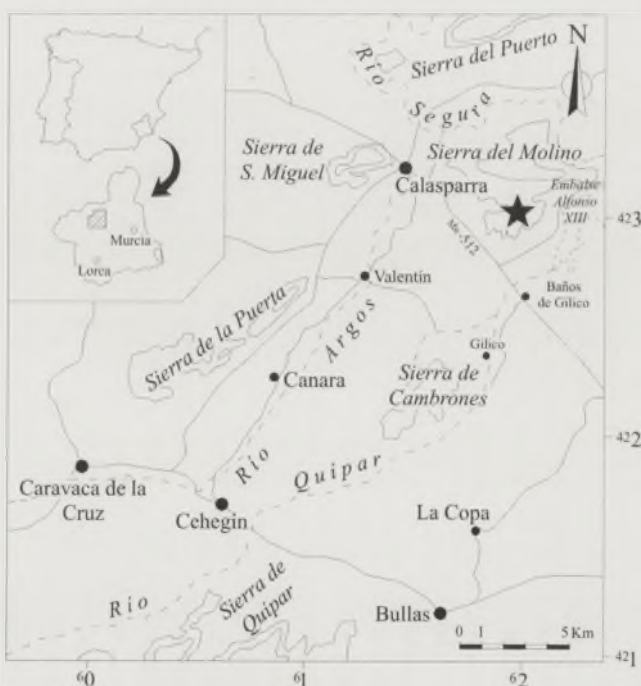 Sierra del Puerto
N
Río
Segura
Sierra de
S. Miguel
Sierra del Molino
Calasparra
Embalse
Alfonso
XIII
423
Murcia
Lorca
Mu-512
Valentín
Baños
de Gilico
Sierra de la Puerta
Argos
Gilico
Canara
Sierra de
Cambrones
422
Río
Quipar
Caravaca de la
Cruz
Cehegin
La Copa
Río
Sierra de
Quipar
Bullas
0 1 5 Km
421
60 61 62